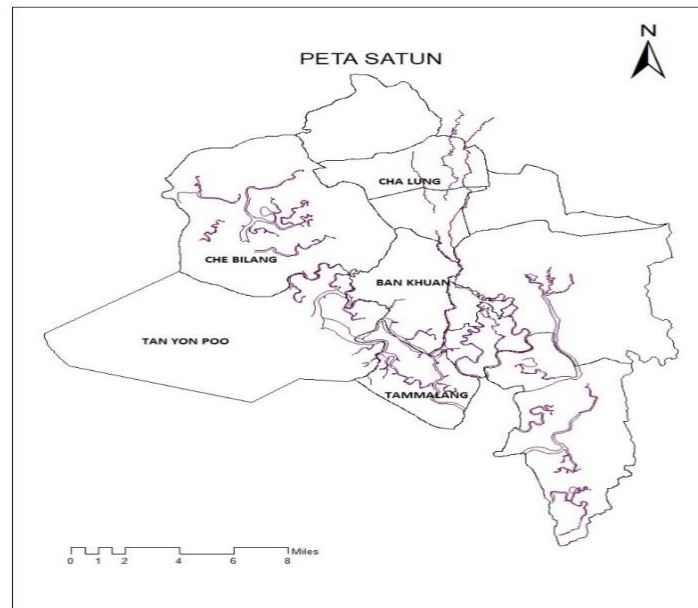 N
PETA SATUN
CHA LUNG
CHE BILANG
BAN KHUAN
TAN YON POO
TAMMALANG
Miles
0 1 2 4 6 8